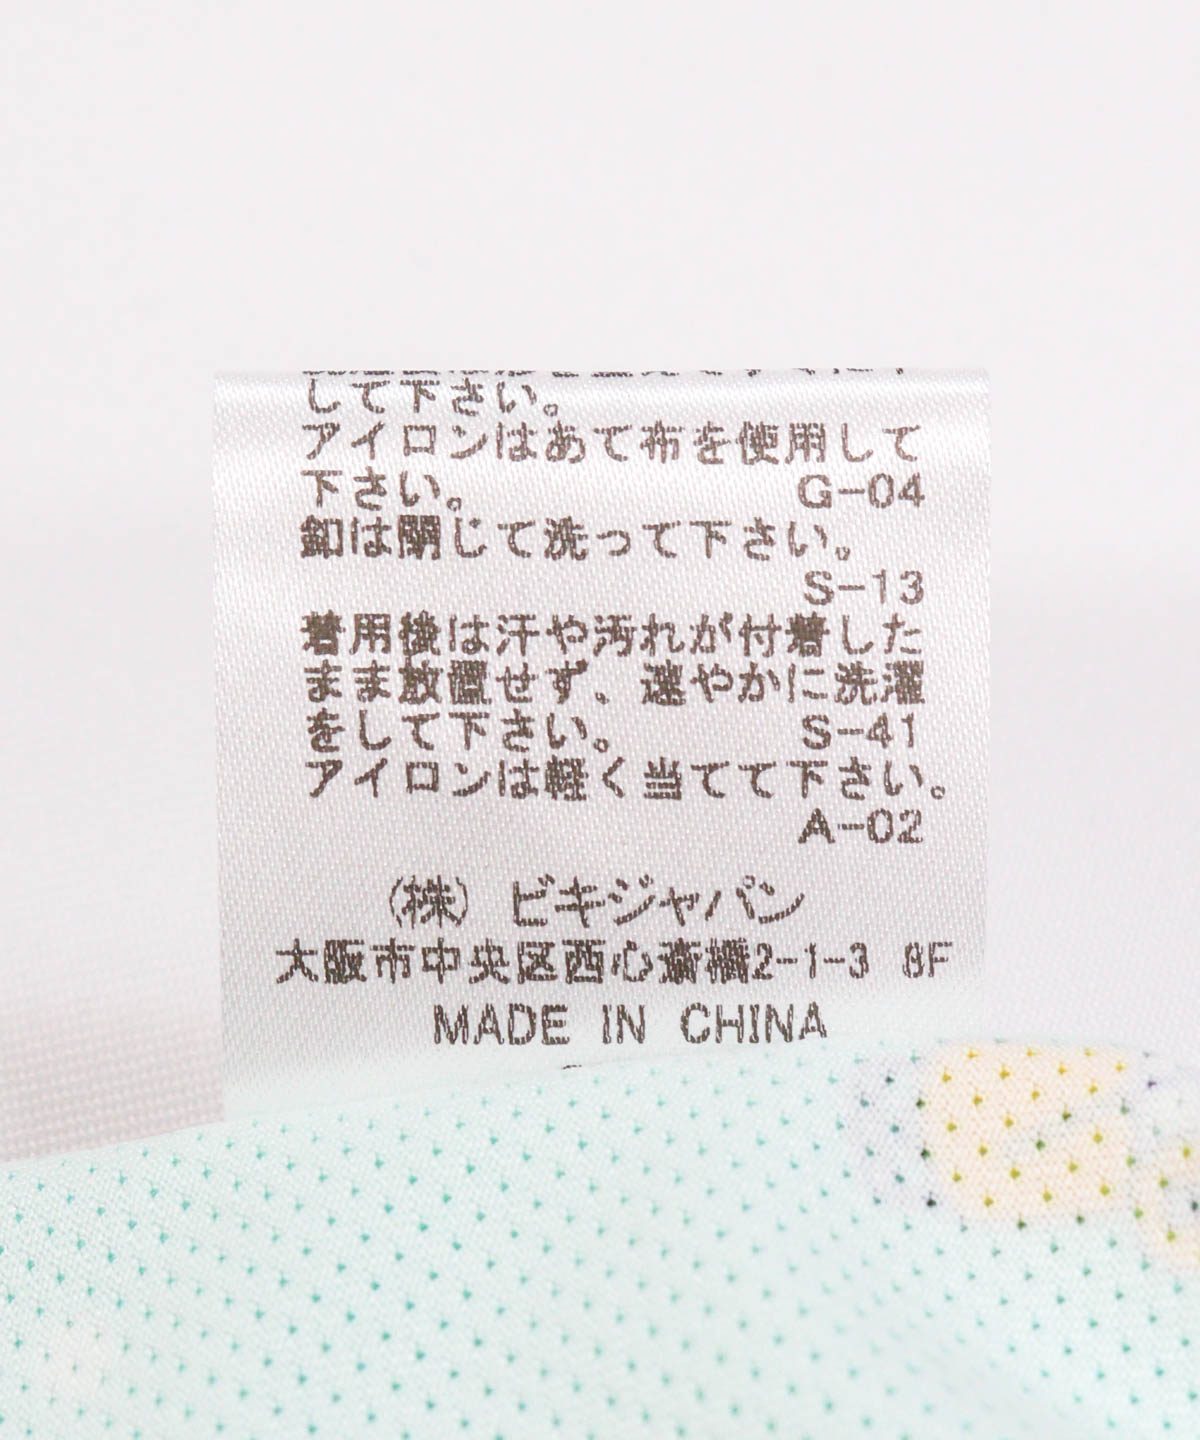 して下さい。
アイロンはあて布を使用して
下さい。 G-04
釦は閉じて洗って下さい。
S-13
着用後は汗や汚れが付着した
まま放置せず、速やかに洗濯
をして下さい。 S-41
アイロンは軽く当てて下さい。
A-02
(株) ビキジャパン
大阪市中央区西心斎橋2-1-3 8F
MADE IN CHINA